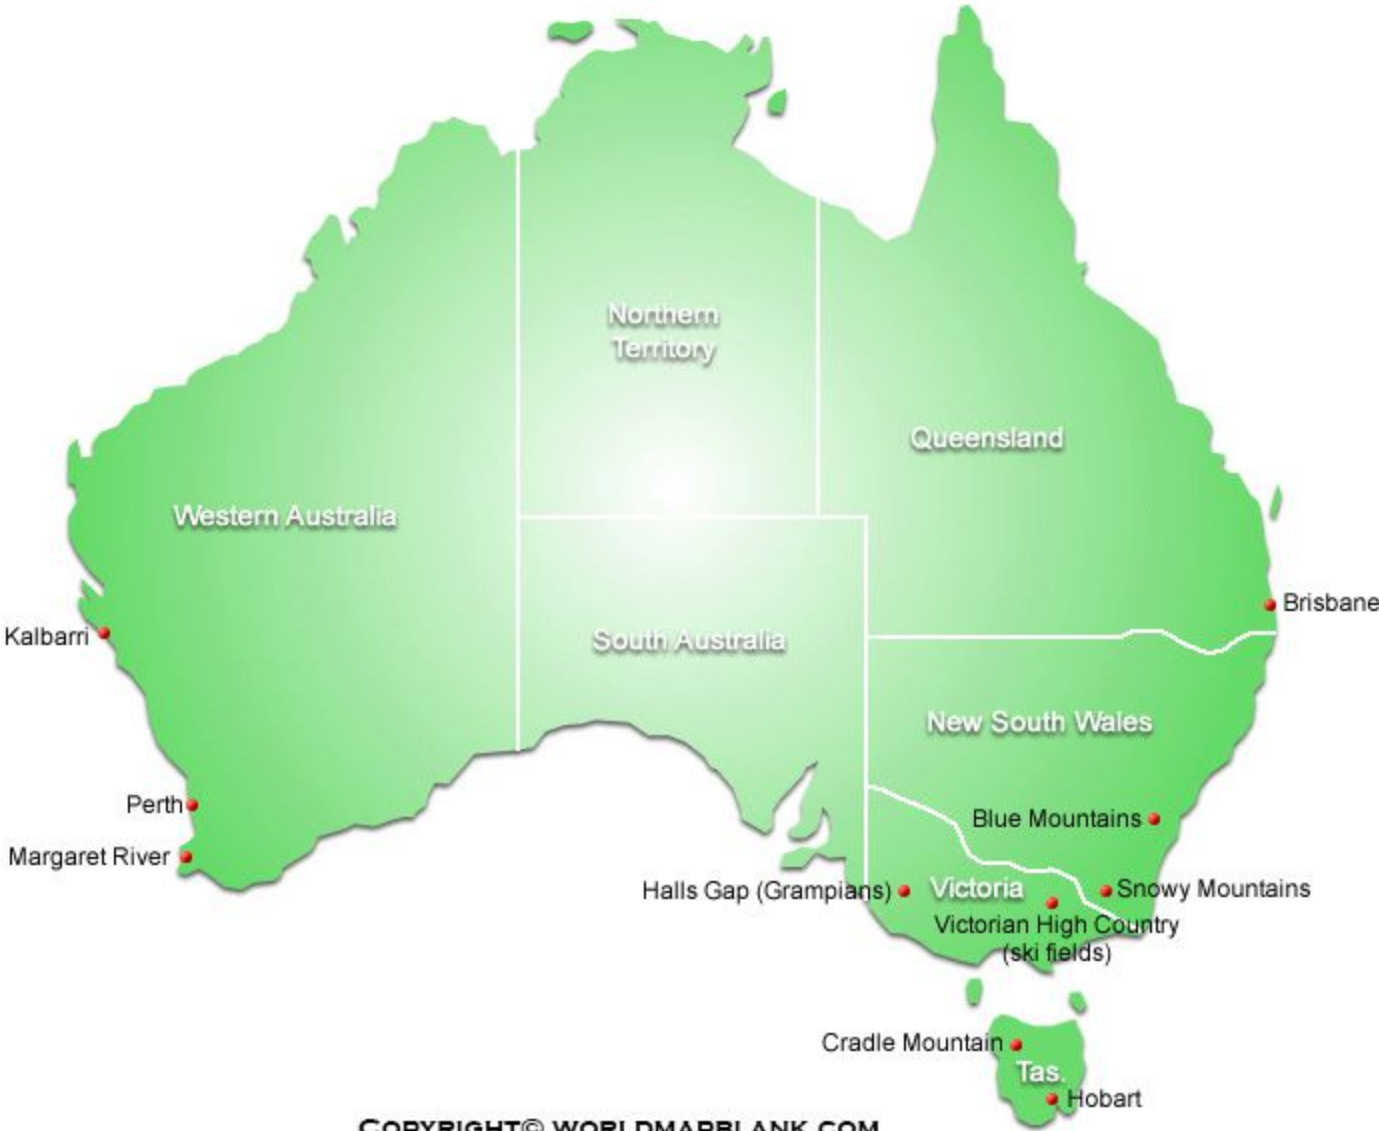 Northern
Territory
Queensland
Western Australia
Brisbane
Kalbarri
South Australia
New South Wales
Perth
Blue Mountains
Margaret River
Halls Gap (Grampians)
Victoria
Snowy Mountains
Victorian High Country
(ski fields)
Cradle Mountain
Tas.
Hobart
COPYRIGHT© WORLDMAPBLANK.COM